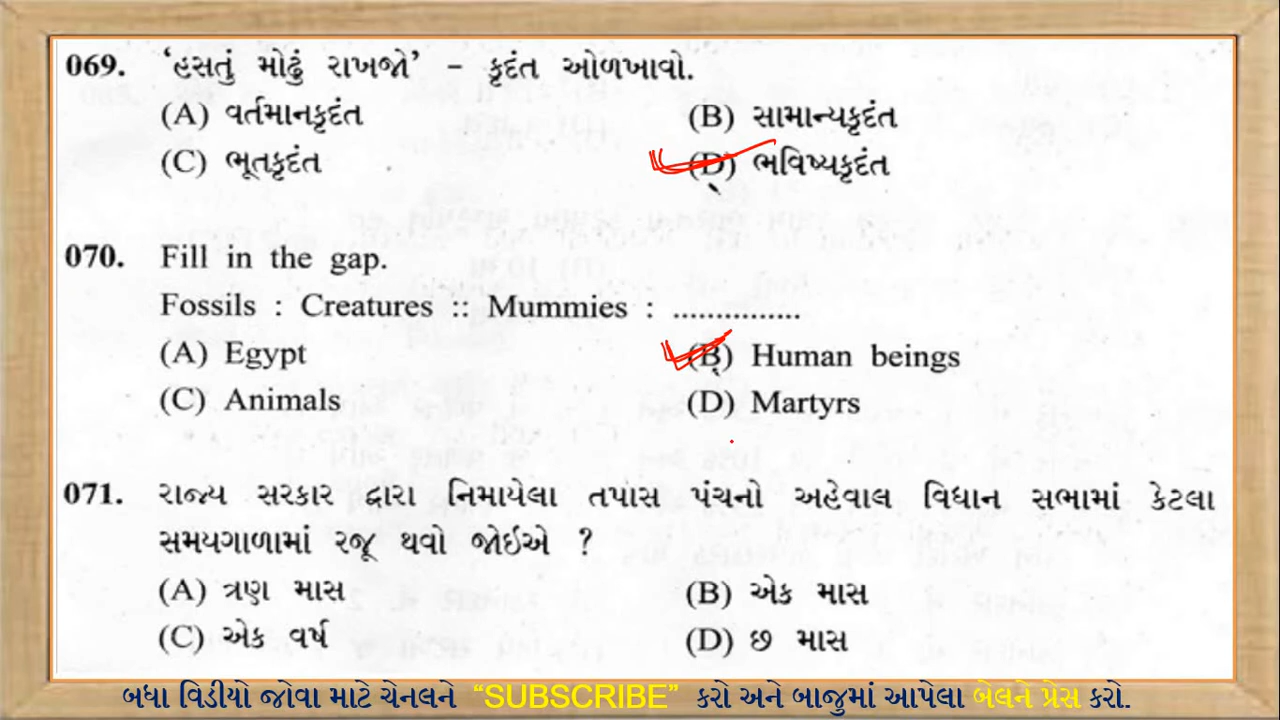 069. 'હસતું મોઢું રાખજો' – કૃદંત ઓળખાવો.
(A) વર્તમાનકૃદંત (B) સામાન્યકૃદંત
(C) ભૂતકૃદંત (D) ભવિષ્યકૃદંત
070. Fill in the gap.
Fossils : Creatures :: Mummies : ...............
(A) Egypt (B) Human beings
(C) Animals (D) Martyrs
071. રાજ્ય સરકાર દ્વારા નિમાયેલા તપાસ પંચનો અહેવાલ વિધાન સભામાં કેટલા
સમયગાળામાં રજૂ થવો જોઇએ ?
(A) ત્રણ માસ (B) એક માસ
(C) એક વર્ષ (D) છ માસ
બધા વિડીયો જોવા માટે ચેનલને “SUBSCRIBE” કરો અને બાજુમાં આપેલા બેલને પ્રેસ કરો.